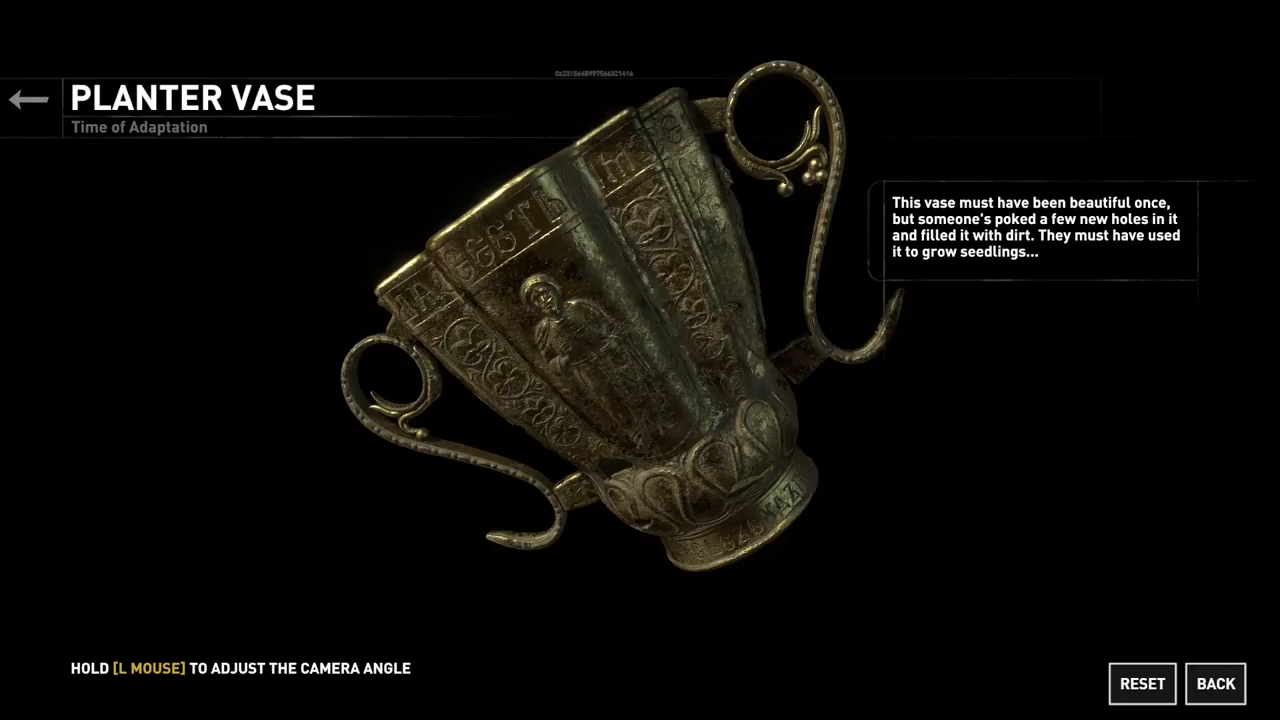 PLANTER VASE
Time of Adaptation
This vase must have been beautiful once,
but someone's poked a few new holes in it
and filled it with dirt. They must have used
it to grow seedlings...
HOLD [L MOUSE] TO ADJUST THE CAMERA ANGLE
RESET
BACK